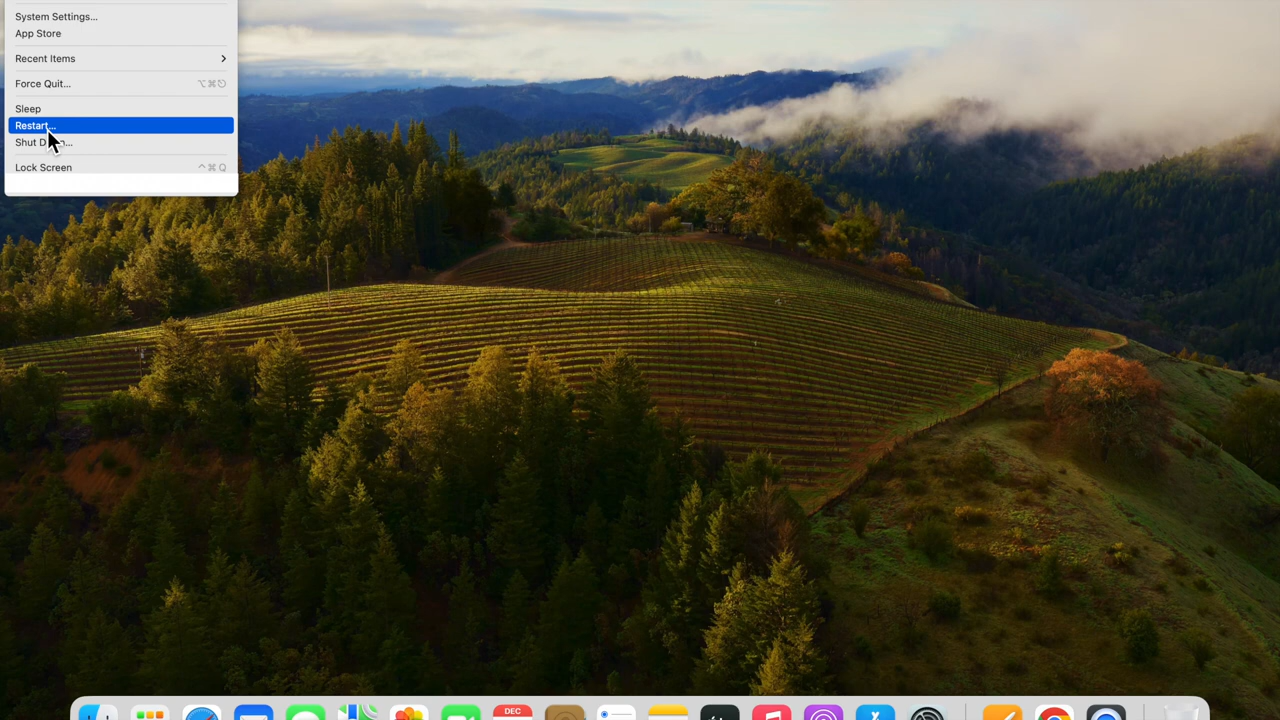 System Settings...
App Store
Recent Items
Force Quit... ⌥⌘⎋
Sleep
Restart...
Lock Screen ^⌘Q
DEC